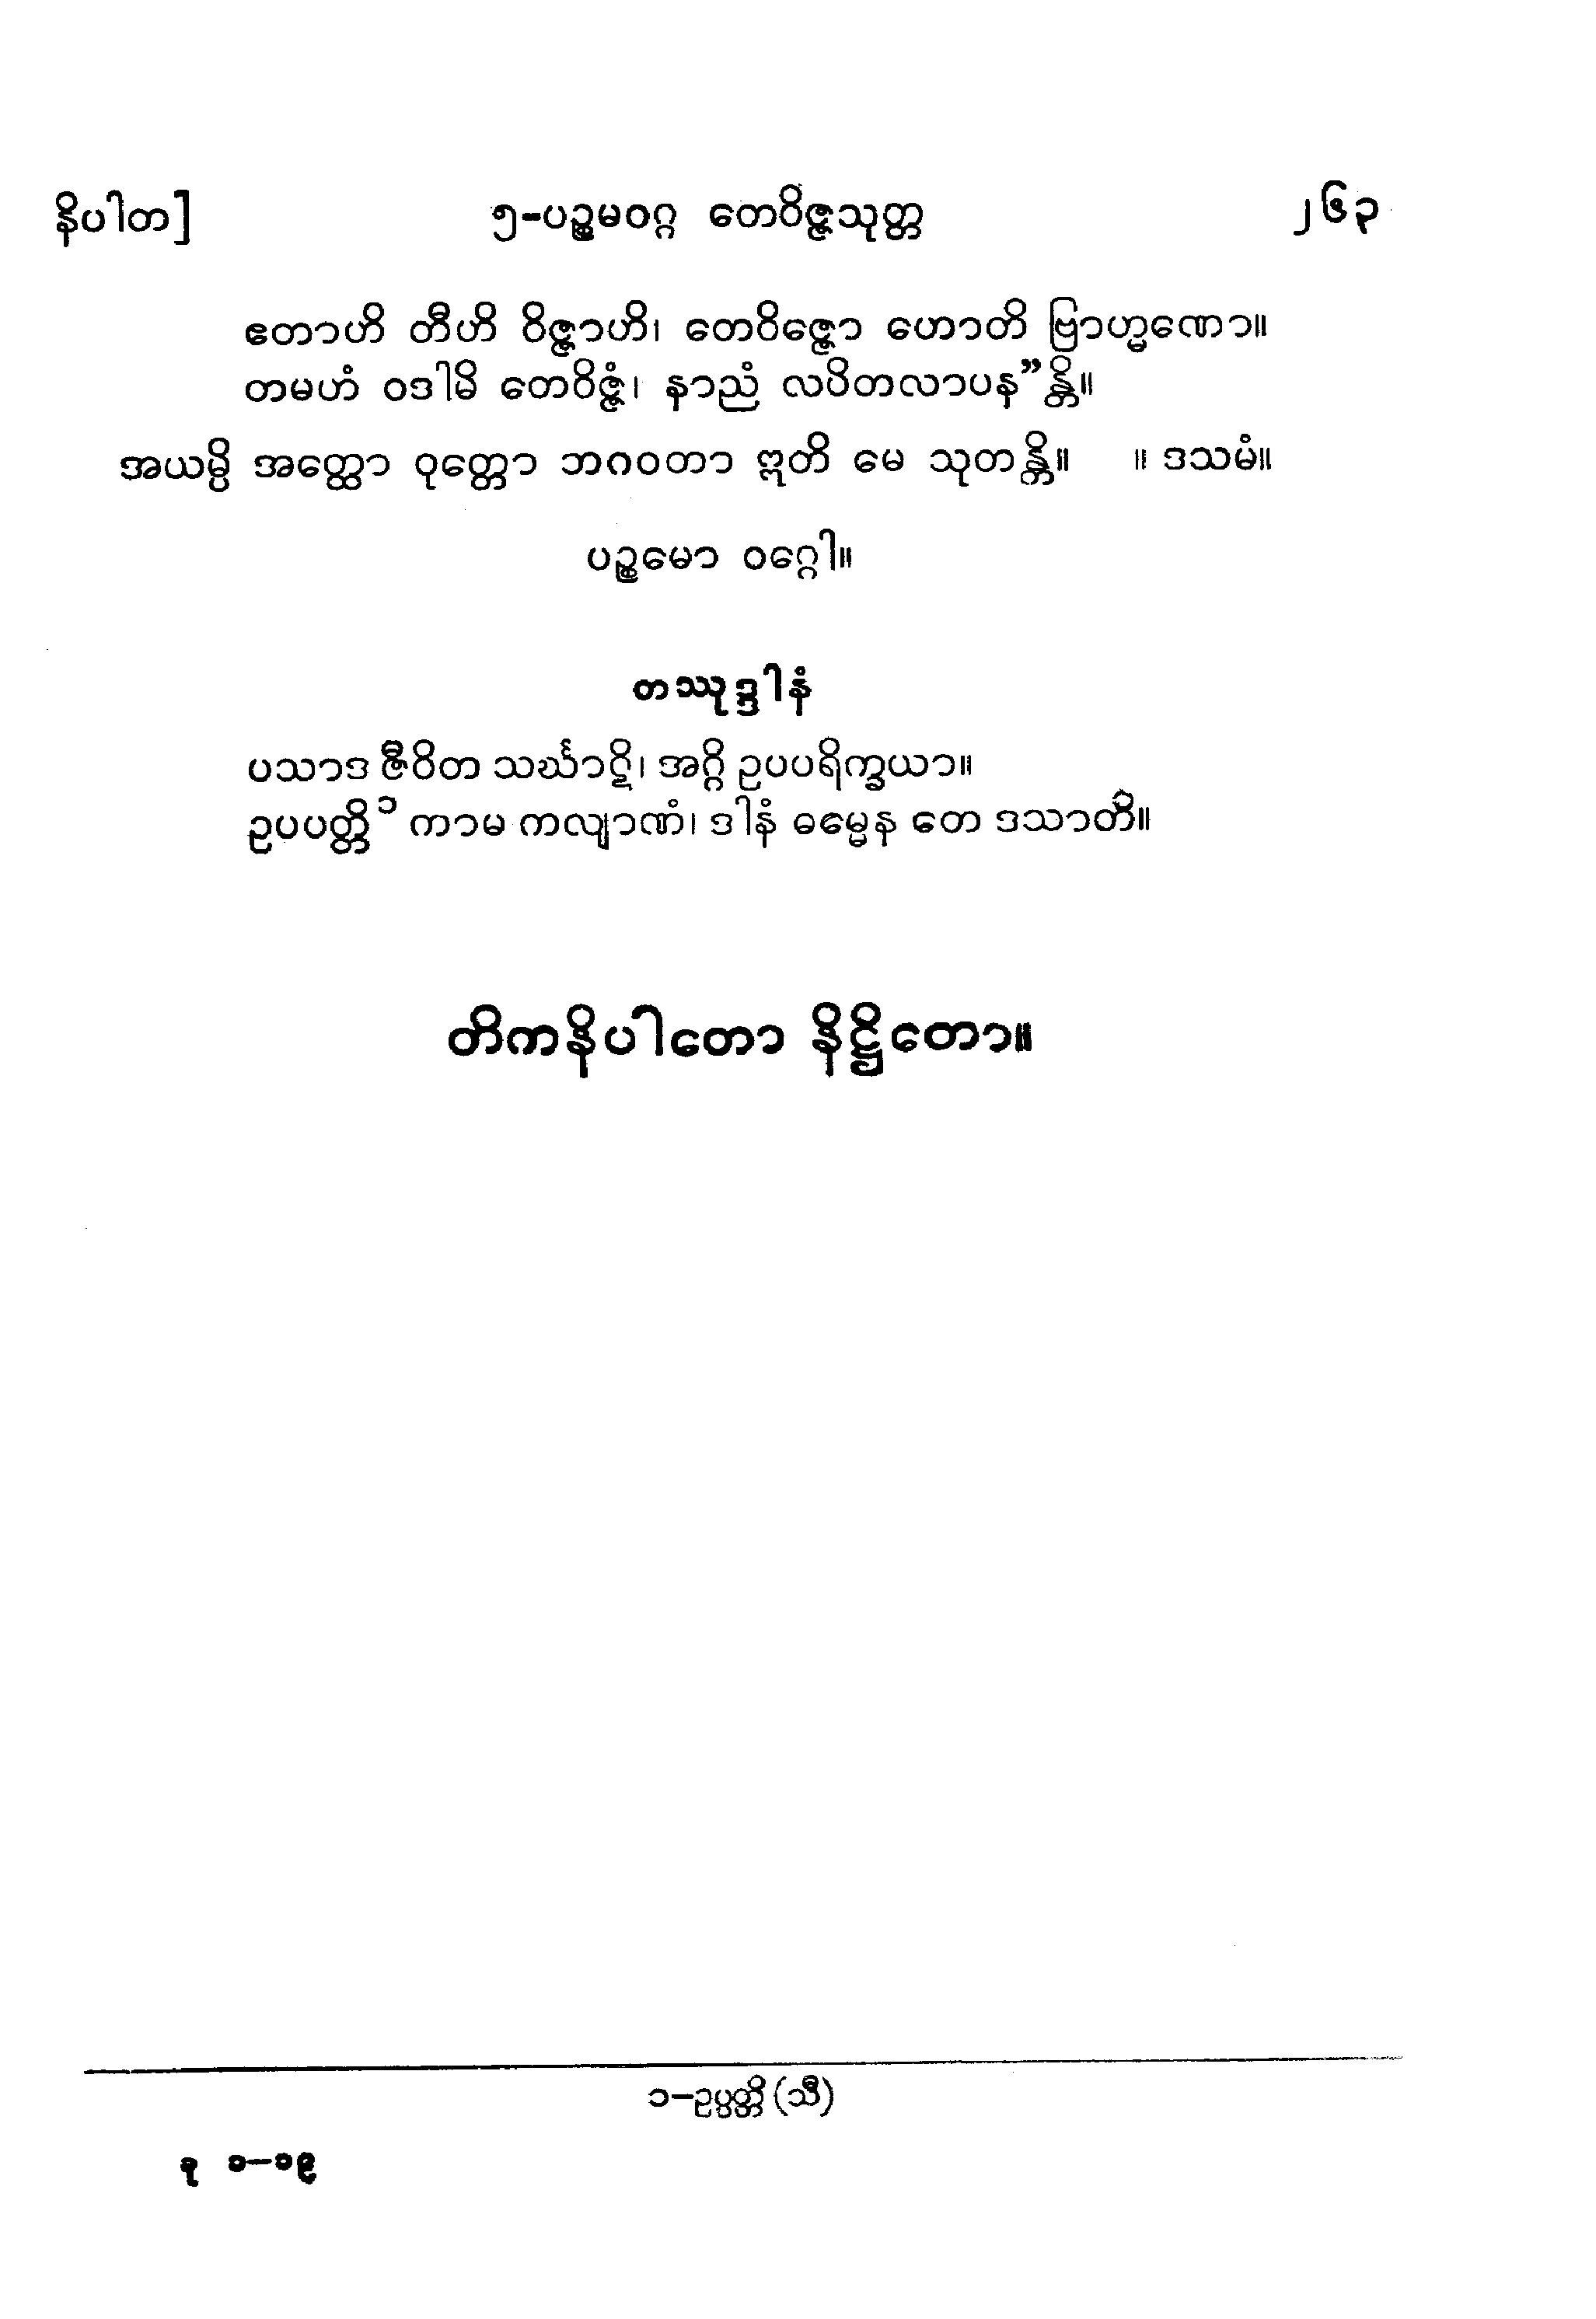 နိပါတ] ၅-ပဉ္စမဝဂ္ဂ တေဝိဇ္ဇသုတ္တ ၂၆၃
ဧတာဟိ တီဟိ ဝိဇ္ဇာဟိ၊ တေဝိဇ္ဇော ဟောတိ ဗြာဟ္မဏော။
တမဟံ ဝဒါမိ တေဝိဇ္ဇံ၊ နာညံ လပိတလာပန”န္တိ။
အယမ္ပိ အတ္ထော ဝုတ္တော ဘဂဝတာ ဣတိ မေ သုတန္တိ။ ။ ဒသမံ။
ပဉ္စမော ဝဂ္ဂေါ။
တဿုဒ္ဒါနံ
ပသာဒ ဇီဝိတ သင်္ဃာဋိ၊ အဂ္ဂိ ဥပပရိက္ခယာ။
ဥပပတ္တိ ၁ ကာမ ကလျာဏံ၊ ဒါနံ ဓမ္မေန တေ ဒသာတိ။
တိကနိပါတော နိဋ္ဌိတော။
၁-ဥပ္ပတ္တိ (သီ)
နု ၁-၁၉